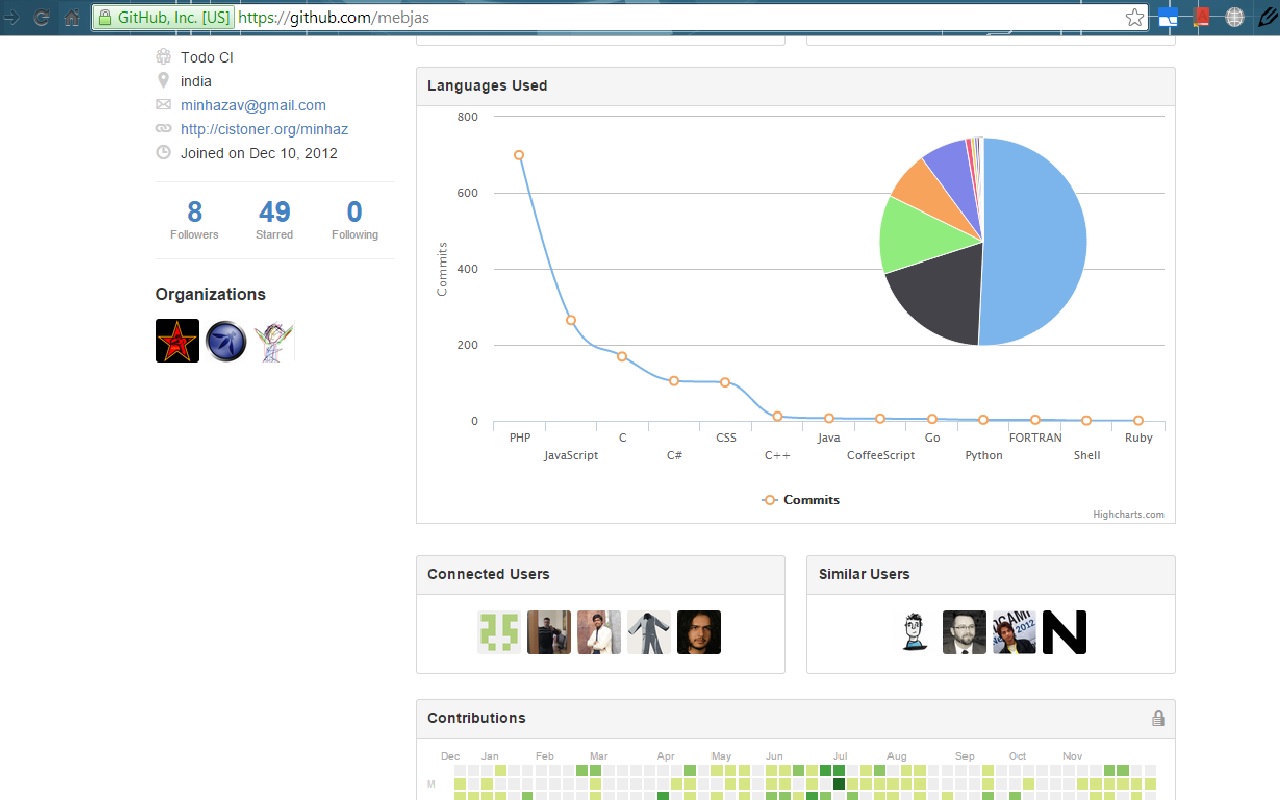 GitHub, Inc. [US] https://github.com/mebjas
Todo CI
india
minhazav@gmail.com
http://cistoner.org/minhaz
Joined on Dec 10, 2012
8 49 0
Followers Starred Following
Organizations
Languages Used
800
600
400
200
0
Commits
PHP C CSS Java Go FORTRAN Ruby
JavaScript C# C++ CoffeeScript Python Shell
Commits
Highcharts.com
Connected Users
Similar Users
2012
N
Contributions
Dec Jan Feb Mar Apr May Jun Jul Aug Sep Oct Nov
M